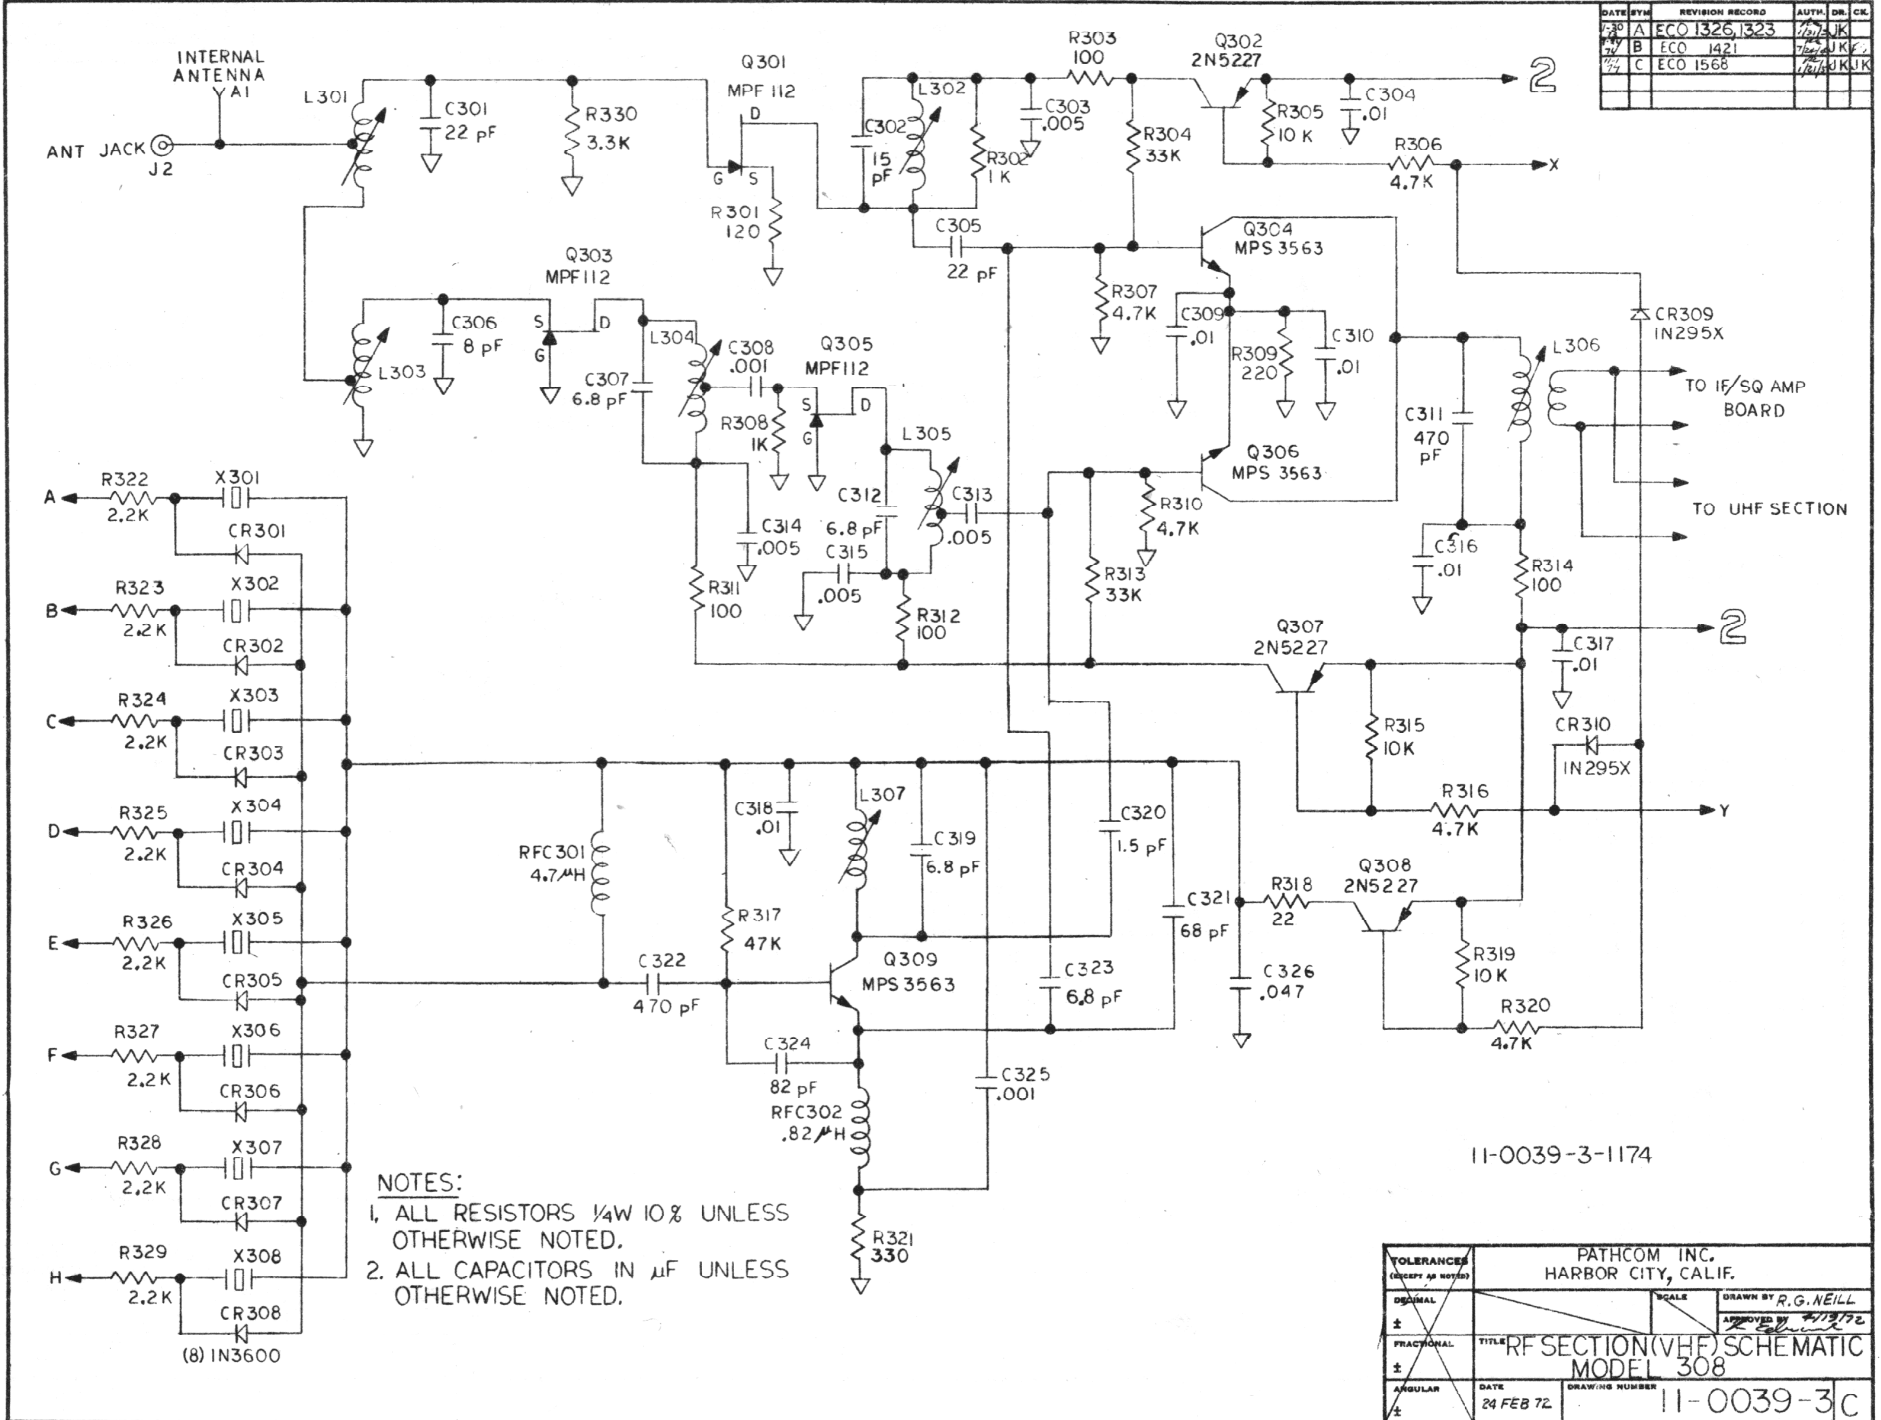 DATE SYM REVISION RECORD AUTH. DR. CK.
A ECO 1326,1323 JK
B ECO 1421 JK
C ECO 1568 JK JK
INTERNAL
ANTENNA
A1
ANT JACK
J2
L301
C301
22 pF
R330
3.3K
Q301
MPF 112
D
G S
R301
120
C302
15
pF
L302
R302
1K
C303
.005
R303
100
R304
33K
Q302
2N5227
R305
10 K
C304
.01
2
R306
4.7K
X
C305
22 pF
Q304
MPS 3563
Q303
MPF112
S D
G
C306
8 pF
L303
L304
C307
6.8 pF
C308
.001
R308
1K
Q305
MPF112
S D
G
L305
R307
4.7K
C309
.01
R309
220
C310
.01
CR309
IN295X
L306
TO IF/SQ AMP
BOARD
C311
470
pF
Q306
MPS 3563
TO UHF SECTION
C312
6.8 pF
C313
.005
C314
.005
C315
.005
R310
4.7K
R311
100
R312
100
R313
33K
C316
.01
R314
100
2
C317
.01
Q307
2N5227
R315
10K
CR310
IN295X
R316
4.7K
Y
A R322 X301
2.2K
CR301
B R323 X302
2.2K
CR302
C R324 X303
2.2K
CR303
D R325 X304
2.2K
CR304
E R326 X305
2.2K
CR305
F R327 X306
2.2K
CR306
G R328 X307
2.2K
CR307
H R329 X308
2.2K
CR308
(8) IN3600
RFC301
4.7μH
R317
47K
C318
.01
L307
C319
6.8 pF
C320
1.5 pF
C321
68 pF
R318
22
Q308
2N5227
R319
10 K
R320
4.7K
C322
470 pF
Q309
MPS 3563
C323
6.8 pF
C326
.047
C324
82 pF
RFC302
.82μH
C325
.001
R321
330
NOTES:
1. ALL RESISTORS 1/4W 10% UNLESS
OTHERWISE NOTED.
2. ALL CAPACITORS IN μF UNLESS
OTHERWISE NOTED.
11-0039-3-1174
TOLERANCES
(EXCEPT AS NOTED)
DECIMAL
±
FRACTIONAL
±
ANGULAR
±
PATHCOM INC.
HARBOR CITY, CALIF.
SCALE
DRAWN BY R.G. NEILL
APPROVED BY
TITLE RF SECTION (VHF) SCHEMATIC
MODEL 308
DATE
24 FEB 72
DRAWING NUMBER 11-0039-3 C